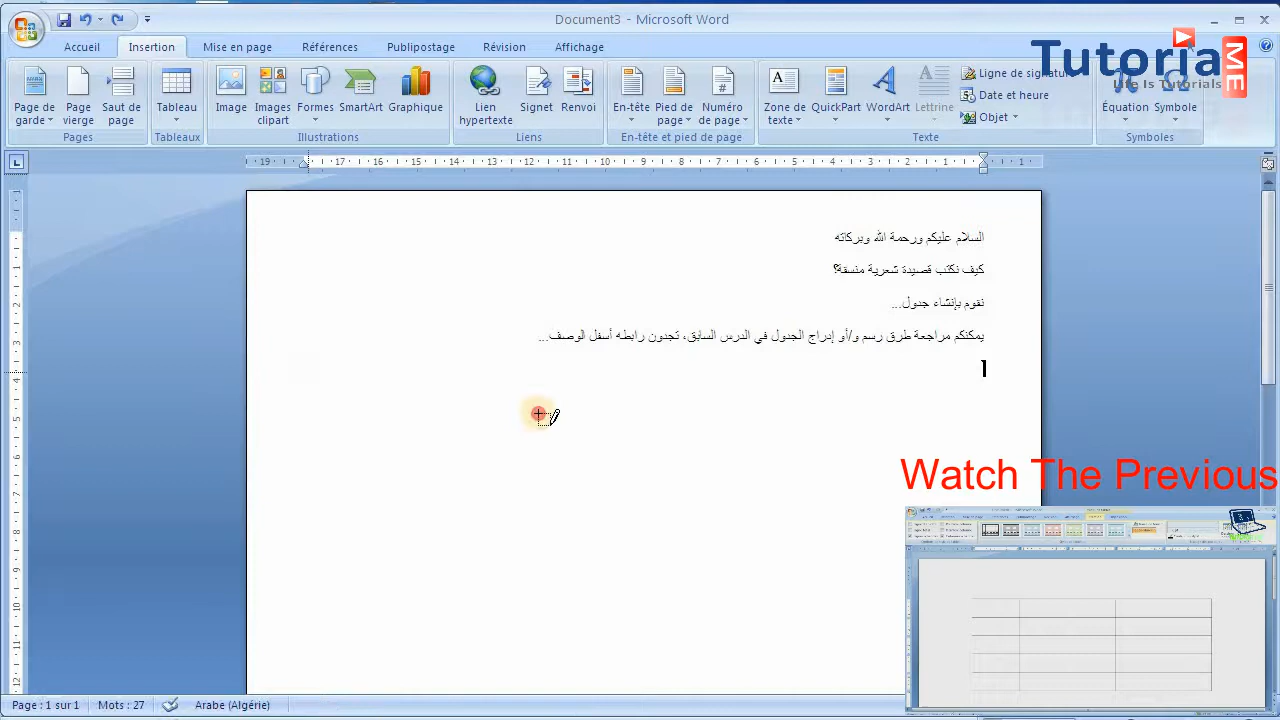 Document3 - Microsoft Word
Accueil
Insertion
Mise en page
Références
Publipostage
Révision
Affichage
TutoriaME
Life Is Tutorials
Page de garde
Page vierge
Saut de page
Tableau
Image
Images clipart
Formes
SmartArt
Graphique
Lien hypertexte
Signet
Renvoi
En-tête
Pied de page
Numéro de page
Zone de texte
QuickPart
WordArt
Lettrine
Ligne de signature
Date et heure
Objet
Équation
Symbole
Pages
Tableaux
Illustrations
Liens
En-tête et pied de page
Texte
Symboles
السلام عليكم ورحمة الله وبركاته
كيف نكتب قصيدة شعرية منسقة؟
نقوم بإنشاء جدول...
يمكنكم مراجعة طرق رسم و/أو إدراج الجدول في الدرس السابق، تجدون رابطه أسفل الوصف...
Watch The Previous
Page : 1 sur 1
Mots : 27
Arabe (Algérie)